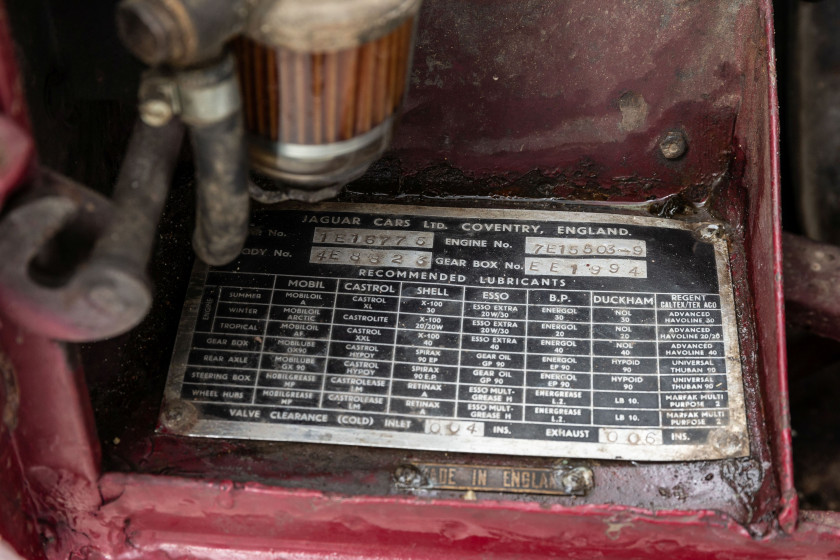 JAGUAR CARS LTD. COVENTRY, ENGLAND.
No. 1E16775 ENGINE No. 7E15503-9
BODY No. 4E8623 GEAR BOX No. EE1994
RECOMMENDED LUBRICANTS
MOBIL CASTROL SHELL ESSO B.P. DUCKHAM REGENT CALTEX/TEXACO
ENGINE SUMMER MOBILOIL A CASTROL XL X-100 30 ESSO EXTRA 20W/30 ENERGOL 30 NOL 30 ADVANCED HAVOLINE 30
WINTER MOBILOIL ARCTIC CASTROLITE X-100 20/20W ESSO EXTRA 20W/30 ENERGOL 20 NOL 20 ADVANCED HAVOLINE 20/20
TROPICAL MOBILOIL AF CASTROL XXL X-100 40 ESSO EXTRA 40 ENERGOL 40 NOL 40 ADVANCED HAVOLINE 40
GEAR BOX MOBILUBE GX90 CASTROL HYPOY SPIRAX 90 EP GEAR OIL GP 90 ENERGOL EP 90 HYPOID 90 UNIVERSAL THUBAN 90
REAR AXLE MOBILUBE GX 90 CASTROL HYPOY SPIRAX 90 E.P. GEAR OIL GP 90 ENERGOL EP 90 HYPOID 90 UNIVERSAL THUBAN 90
STEERING BOX MOBILGREASE MP CASTROLEASE LM RETINAX A ESSO MULT-GREASE H ENERGREASE L.2. LB 10. MARFAK MULTI PURPOSE 2
WHEEL HUBS MOBILGREASE MP CASTROLEASE LM RETINAX A ESSO MULT-GREASE H ENERGREASE L.2. LB 10. MARFAK MULTI PURPOSE 2
VALVE CLEARANCE (COLD) INLET 004 INS. EXHAUST 006 INS.
MADE IN ENGLAND